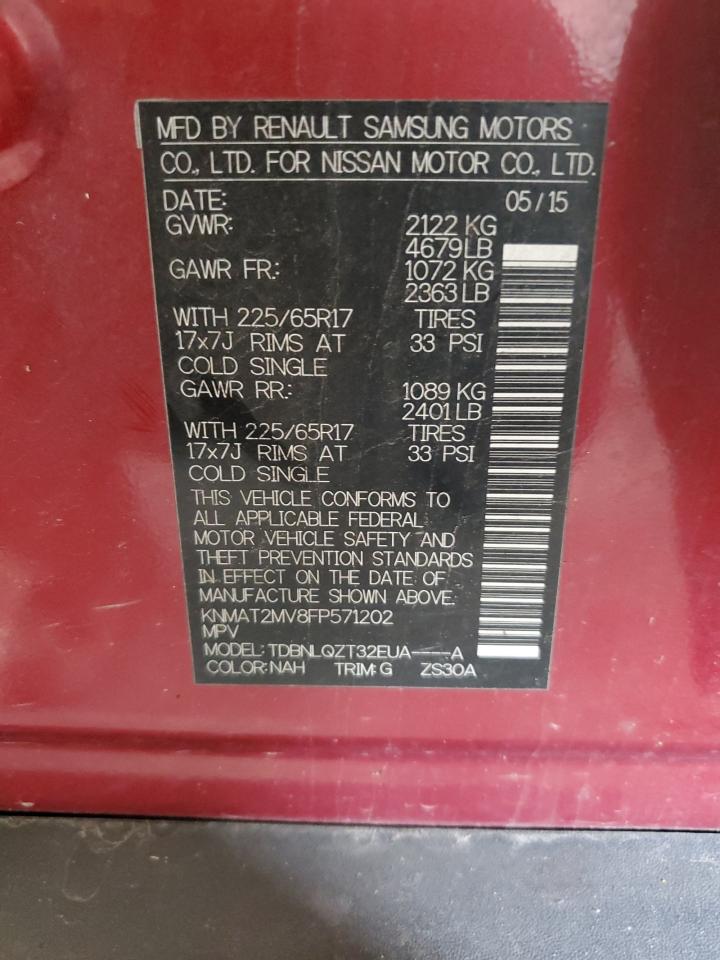 MFD BY RENAULT SAMSUNG MOTORS
CO., LTD. FOR NISSAN MOTOR CO., LTD.
DATE: 05/15
GVWR: 2122 KG
4679LB
GAWR FR.: 1072 KG
2363 LB
WITH 225/65R17 TIRES
17x7J RIMS AT 33 PSI
COLD SINGLE
GAWR RR.: 1089 KG
2401 LB
WITH 225/65R17 TIRES
17x7J RIMS AT 33 PSI
COLD SINGLE
THIS VEHICLE CONFORMS TO
ALL APPLICABLE FEDERAL
MOTOR VEHICLE SAFETY AND
THEFT PREVENTION STANDARDS
IN EFFECT ON THE DATE OF
MANUFACTURE SHOWN ABOVE.
KNMAT2MV8FP571202
MPV
MODEL: TDBNLQZT32EUA----A
COLOR:NAH TRIM:G ZS30A